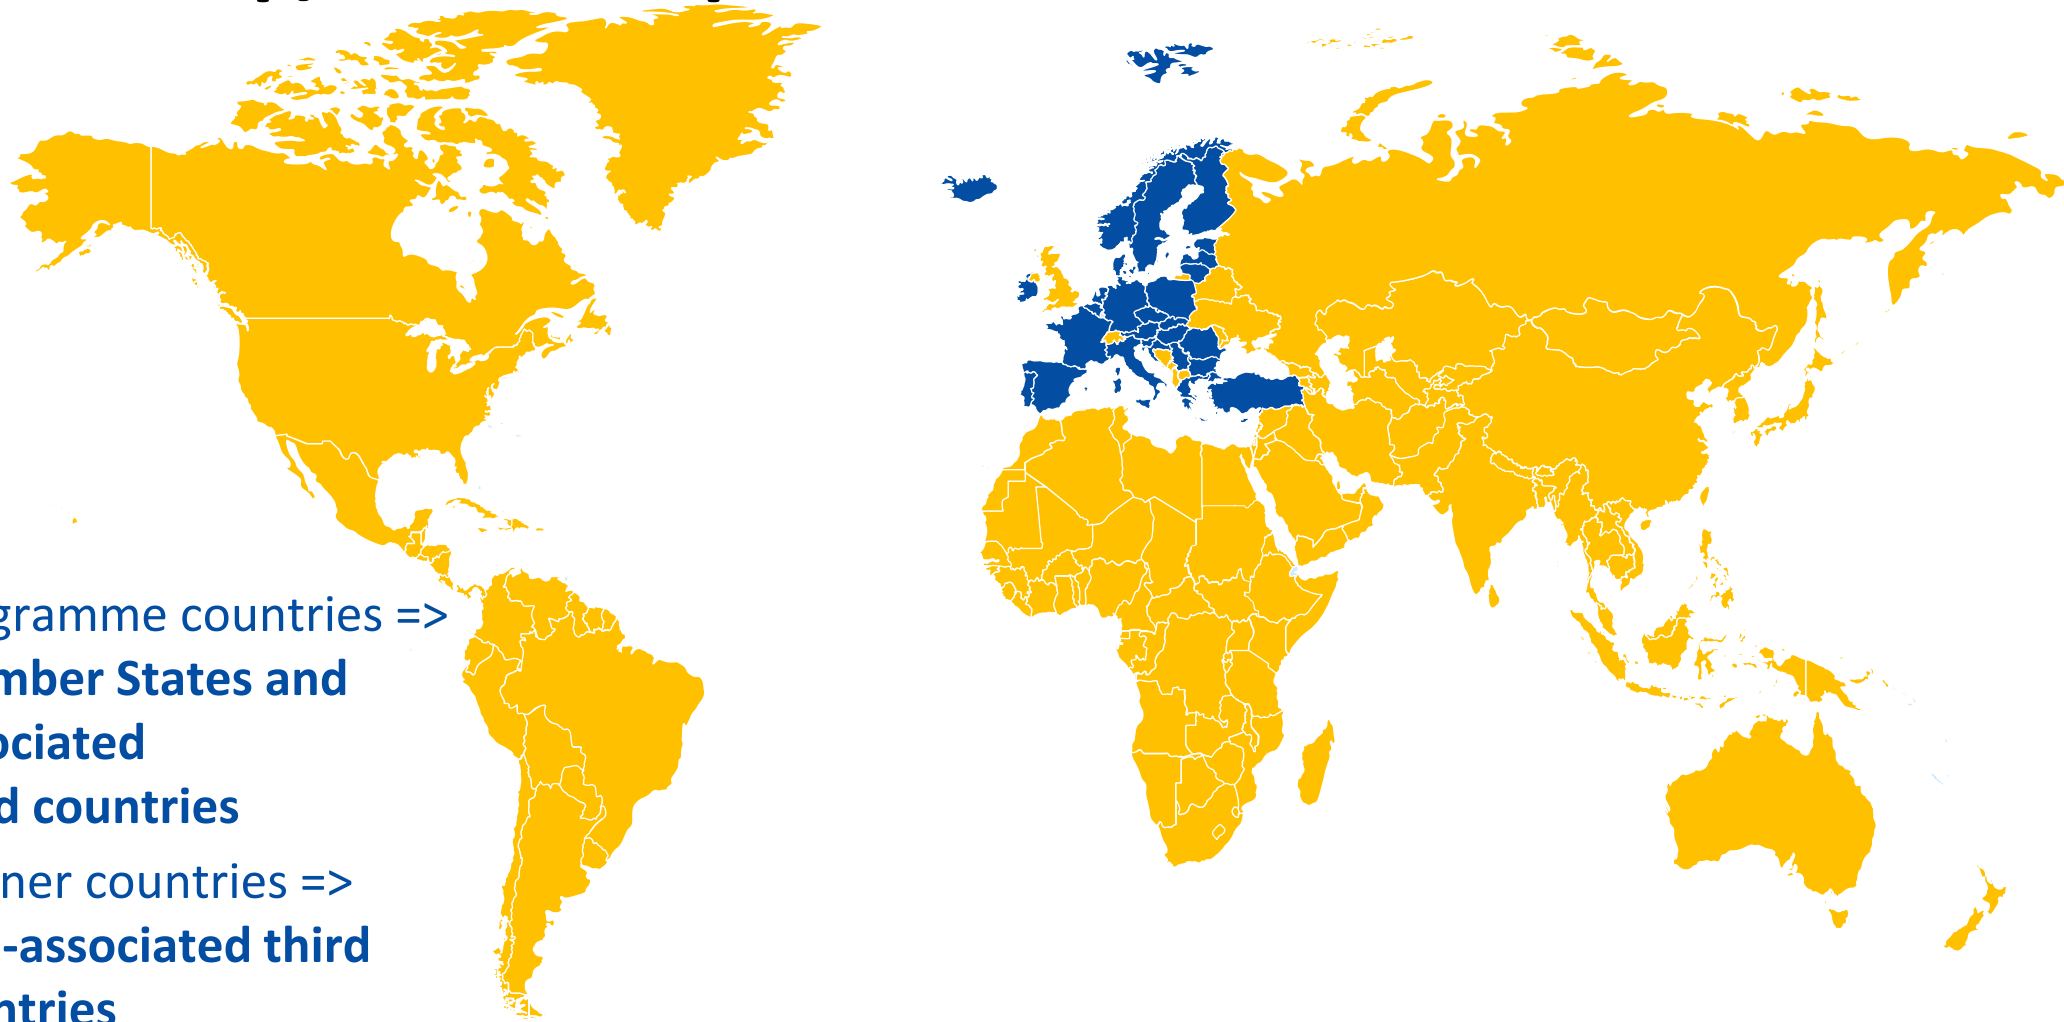 gramme countries =>
mber States and
ociated
d countries
ner countries =>
-associated third
ntries